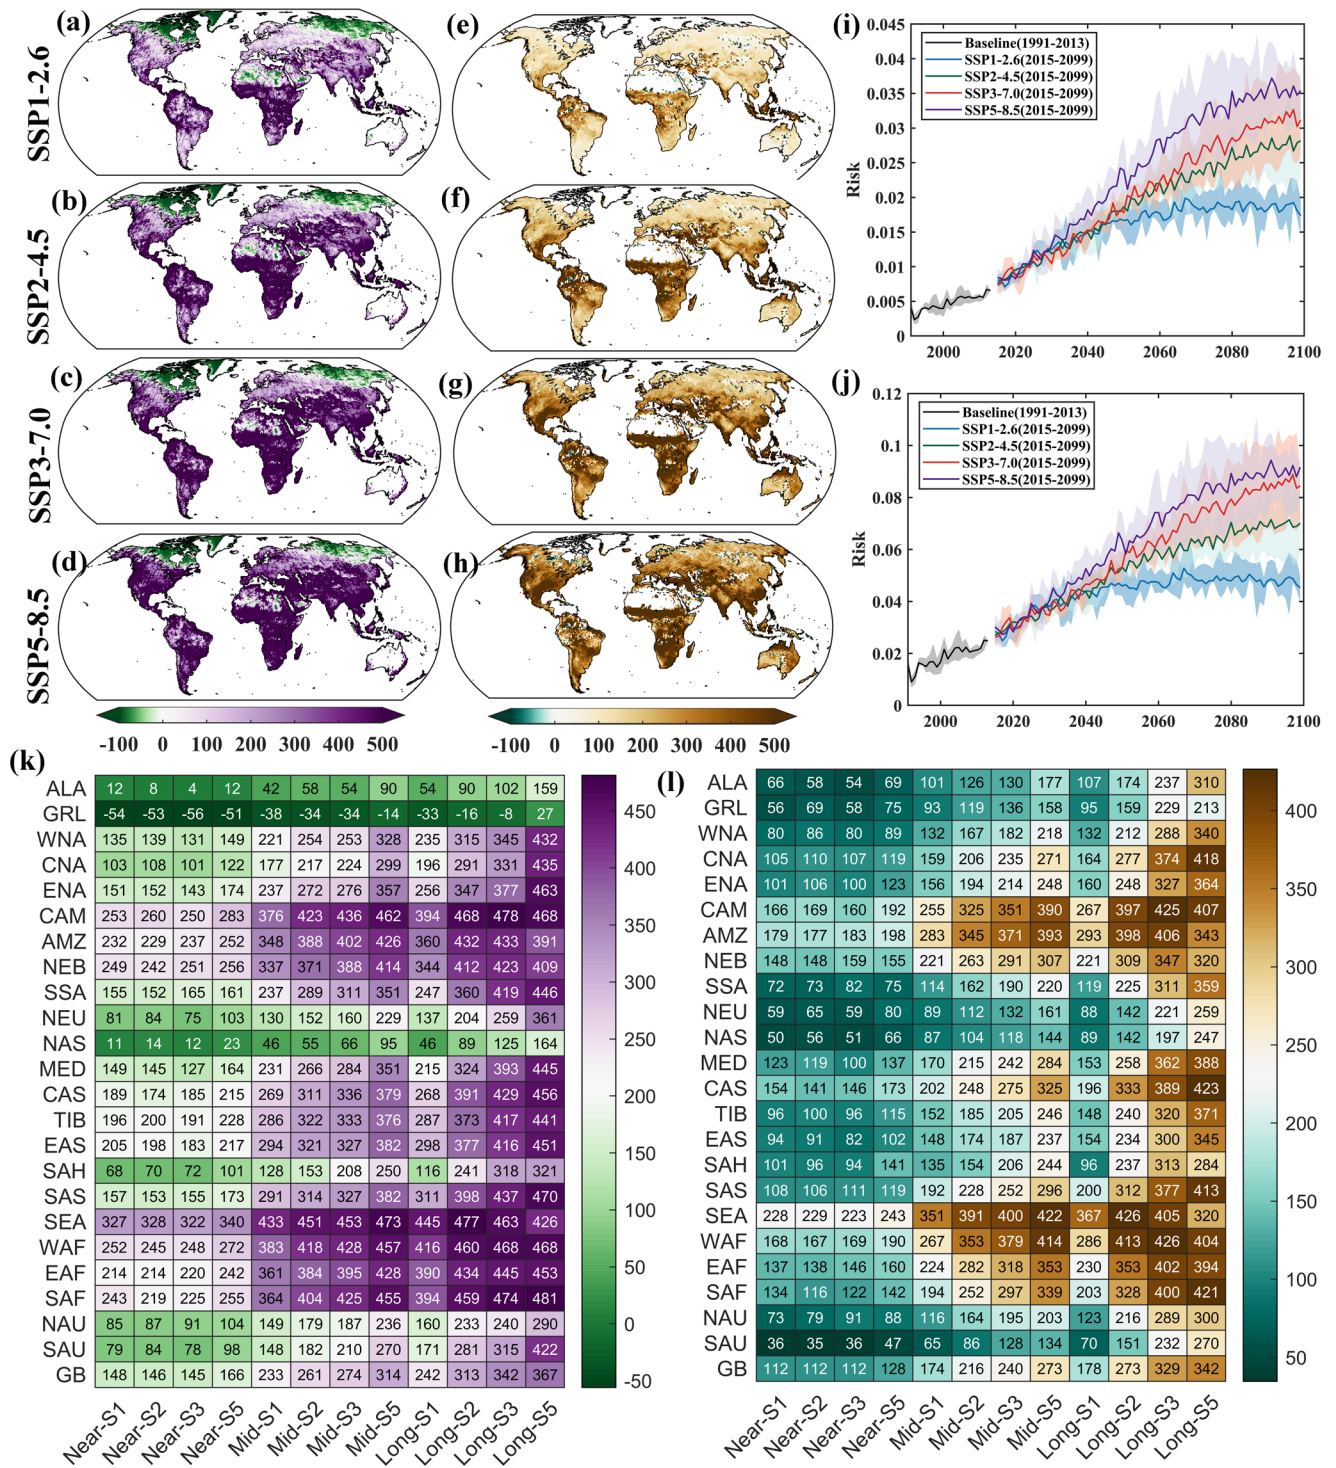 SSP1-2.6
(a)
(e)
SSP2-4.5
(b)
(f)
SSP3-7.0
(c)
(g)
SSP5-8.5
(d)
(h)
-100 0 100 200 300 400 500
-100 0 100 200 300 400 500
(i)
0.045
0.04
0.035
0.03
0.025
0.02
0.015
0.01
0.005
0
Risk
Baseline(1991-2013)
SSP1-2.6(2015-2099)
SSP2-4.5(2015-2099)
SSP3-7.0(2015-2099)
SSP5-8.5(2015-2099)
2000 2020 2040 2060 2080 2100
(j)
0.12
0.1
0.08
0.06
0.04
0.02
0
Risk
Baseline(1991-2013)
SSP1-2.6(2015-2099)
SSP2-4.5(2015-2099)
SSP3-7.0(2015-2099)
SSP5-8.5(2015-2099)
2000 2020 2040 2060 2080 2100
(k)
ALA 12 8 4 12 42 58 54 90 54 90 102 159
GRL -54 -53 -56 -51 -38 -34 -34 -14 -33 -16 -8 27
WNA 135 139 131 149 221 254 253 328 235 315 345 432
CNA 103 108 101 122 177 217 224 299 196 291 331 435
ENA 151 152 143 174 237 272 276 357 256 347 377 463
CAM 253 260 250 283 376 423 436 462 394 468 478 468
AMZ 232 229 237 252 348 388 402 426 360 432 433 391
NEB 249 242 251 256 337 371 388 414 344 412 423 409
SSA 155 152 165 161 237 289 311 351 247 360 419 446
NEU 81 84 75 103 130 152 160 229 137 204 259 361
NAS 11 14 12 23 46 55 66 95 46 89 125 164
MED 149 145 127 164 231 266 284 351 215 324 393 445
CAS 189 174 185 215 269 311 336 379 268 391 429 456
TIB 196 200 191 228 286 322 333 376 287 373 417 441
EAS 205 198 183 217 294 321 327 382 298 377 416 451
SAH 68 70 72 101 128 153 208 250 116 241 318 321
SAS 157 153 155 173 291 314 327 382 311 398 437 470
SEA 327 328 322 340 433 451 453 473 445 477 463 426
WAF 252 245 248 272 383 418 428 457 416 460 468 468
EAF 214 214 220 242 361 384 395 428 390 434 445 453
SAF 243 219 225 255 364 404 425 455 394 459 474 481
NAU 85 87 91 104 149 179 187 236 160 233 240 290
SAU 79 84 78 98 148 182 210 270 171 281 315 422
GB 148 146 145 166 233 261 274 314 242 313 342 367
Near-S1 Near-S2 Near-S3 Near-S5 Mid-S1 Mid-S2 Mid-S3 Mid-S5 Long-S1 Long-S2 Long-S3 Long-S5
450
400
350
300
250
200
150
100
50
0
-50
(l)
ALA 66 58 54 69 101 126 130 177 107 174 237 310
GRL 56 69 58 75 93 119 136 158 95 159 229 213
WNA 80 86 80 89 132 167 182 218 132 212 288 340
CNA 105 110 107 119 159 206 235 271 164 277 374 418
ENA 101 106 100 123 156 194 214 248 160 248 327 364
CAM 166 169 160 192 255 325 351 390 267 397 425 407
AMZ 179 177 183 198 283 345 371 393 293 398 406 343
NEB 148 148 159 155 221 263 291 307 221 309 347 320
SSA 72 73 82 75 114 162 190 220 119 225 311 359
NEU 59 65 59 80 89 112 132 161 88 142 221 259
NAS 50 56 51 66 87 104 118 144 89 142 197 247
MED 123 119 100 137 170 215 242 284 153 258 362 388
CAS 154 141 146 173 202 248 275 325 196 333 389 423
TIB 96 100 96 115 152 185 205 246 148 240 320 371
EAS 94 91 82 102 148 174 187 237 154 234 300 345
SAH 101 96 94 141 135 154 206 244 96 237 313 284
SAS 108 106 111 119 192 228 252 296 200 312 377 413
SEA 228 229 223 243 351 391 400 422 367 426 405 320
WAF 168 167 169 190 267 353 379 414 286 413 426 404
EAF 137 138 146 160 224 282 318 353 230 353 402 394
SAF 134 116 122 142 194 252 297 339 203 328 400 421
NAU 73 79 91 88 116 164 195 203 123 216 289 300
SAU 36 35 36 47 65 86 128 134 70 151 232 270
GB 112 112 112 128 174 216 240 273 178 273 329 342
Near-S1 Near-S2 Near-S3 Near-S5 Mid-S1 Mid-S2 Mid-S3 Mid-S5 Long-S1 Long-S2 Long-S3 Long-S5
400
350
300
250
200
150
100
50